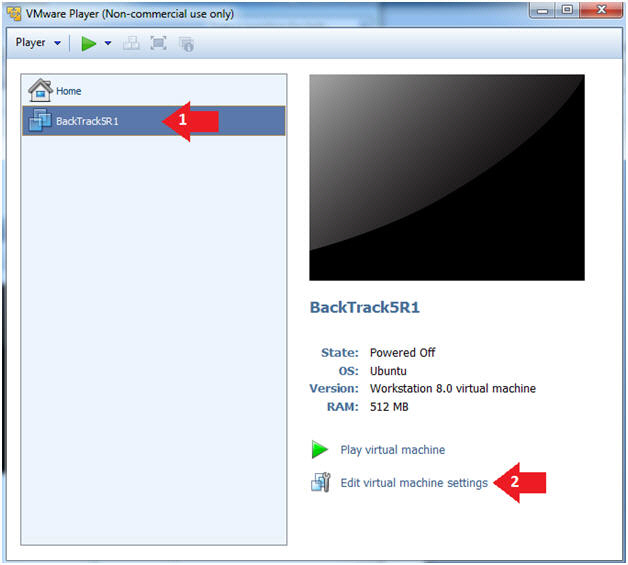 VMware Player (Non-commercial use only)
Player
Home
BackTrack5R1
1
BackTrack5R1
State: Powered Off
OS: Ubuntu
Version: Workstation 8.0 virtual machine
RAM: 512 MB
Play virtual machine
Edit virtual machine settings
2